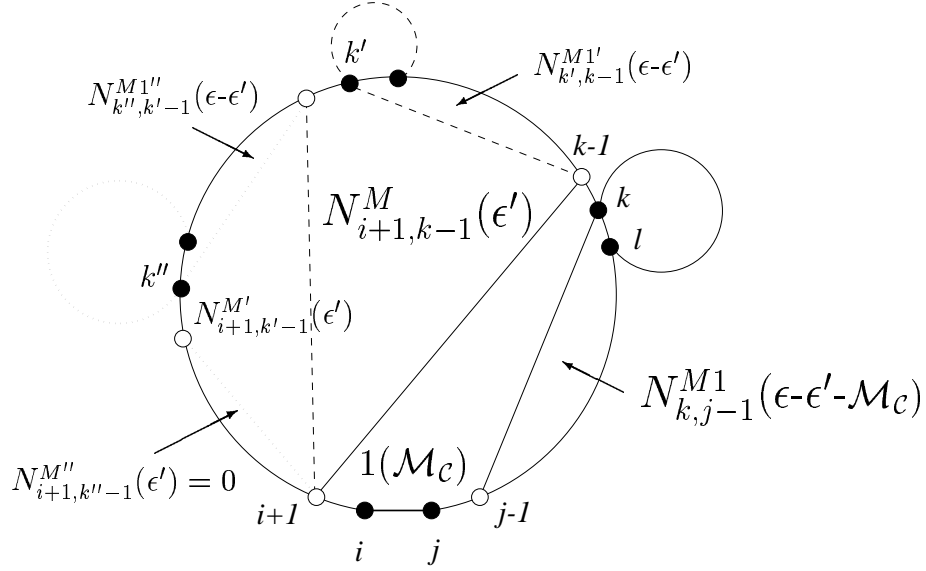 k′
N^{M1′}_{k′,k−1}(ϵ-ϵ′)
N^{M1″}_{k″,k′−1}(ϵ-ϵ′)
k-1
N^{M}_{i+1,k−1}(ϵ′)
k
l
k″
N^{M′}_{i+1,k′−1}(ϵ′)
N^{M1}_{k,j−1}(ϵ-ϵ′-ℳ_𝒞)
1(ℳ_𝒞)
N^{M″}_{i+1,k″−1}(ϵ′) = 0
i+1
j-1
i
j